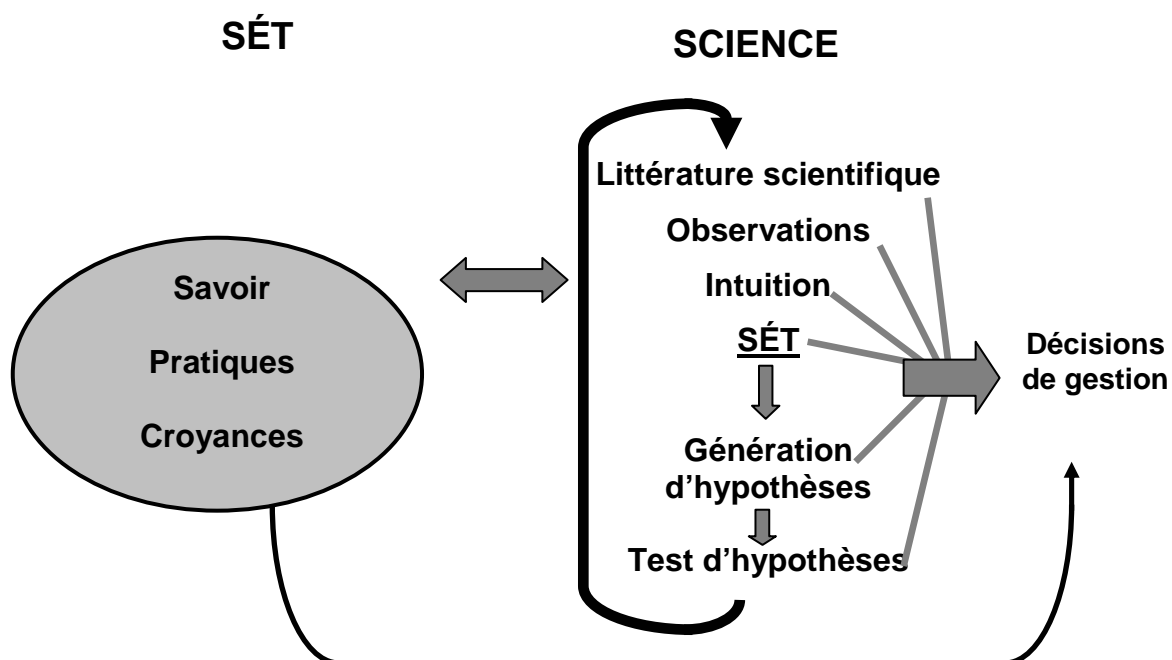 SÉT
SCIENCE
Savoir
Pratiques
Croyances
Littérature scientifique
Observations
Intuition
SÉT
Génération
d’hypothèses
Test d’hypothèses
Décisions
de gestion